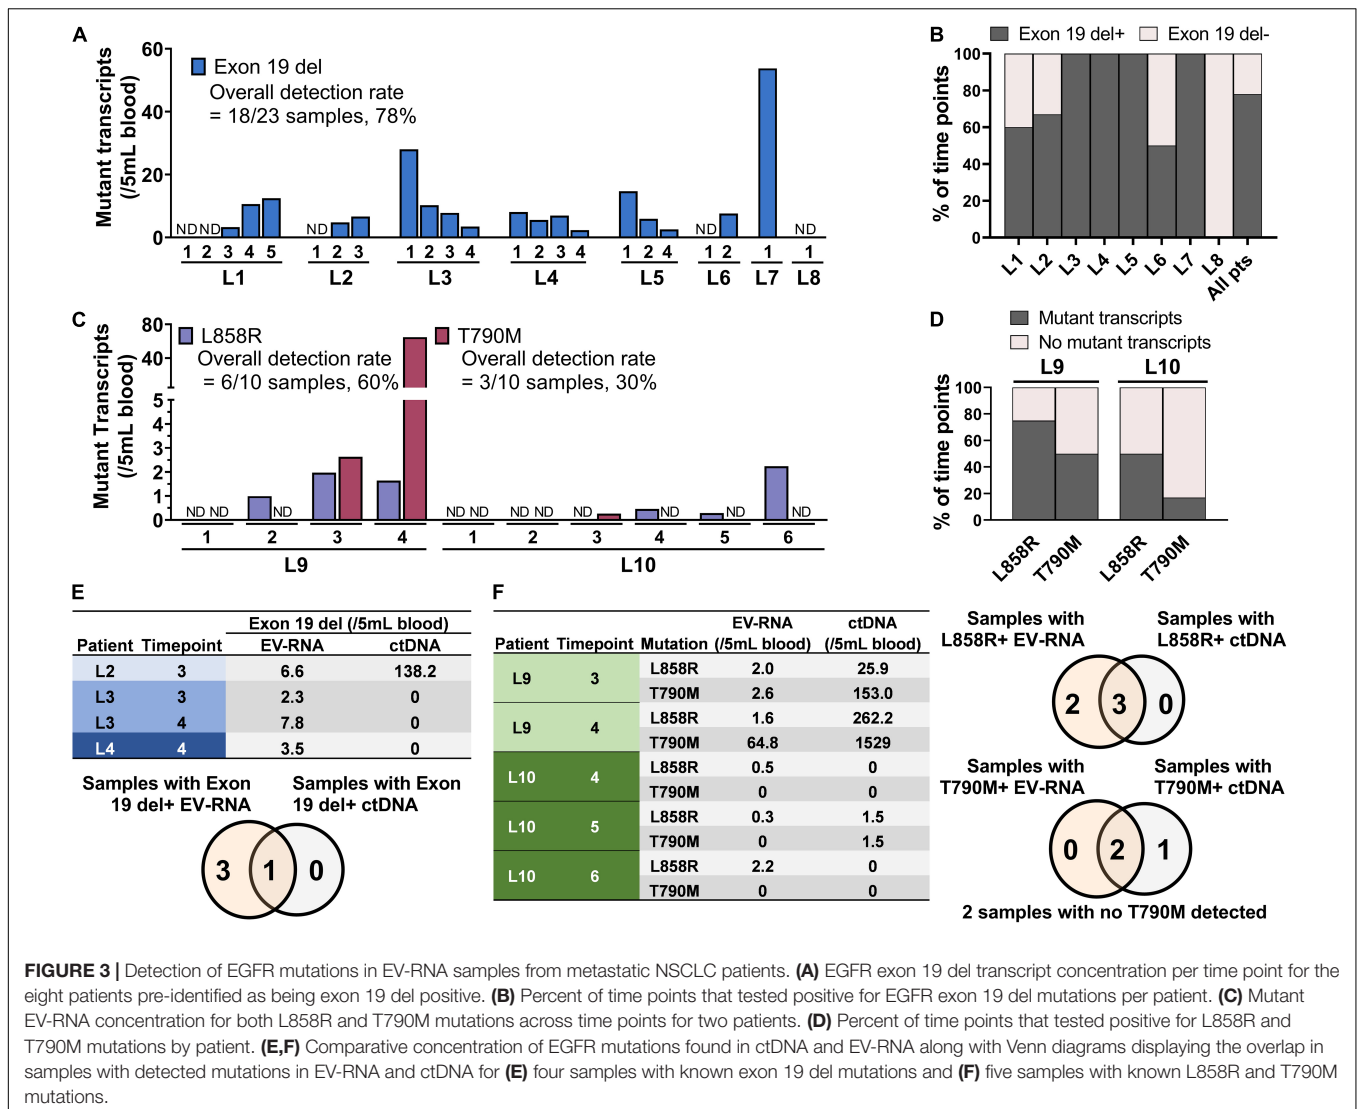 A
Mutant transcripts
(/5mL blood)
60
40
20
0
Exon 19 del
Overall detection rate
= 18/23 samples, 78%
ND ND ND ND ND
1 2 3 4 5 1 2 3 1 2 3 4 1 2 3 4 1 2 3 1 2 1 1
L1 L2 L3 L4 L5 L6 L7 L8
B
Exon 19 del+ Exon 19 del-
% of time points
100
80
60
40
20
0
L1 L2 L3 L4 L5 L6 L7 L8 All pts
C
Mutant Transcripts
(/5mL blood)
80
40
5
4
3
2
1
0
L858R
Overall detection rate
= 6/10 samples, 60%
T790M
Overall detection rate
= 3/10 samples, 30%
ND ND ND ND ND ND ND ND ND ND ND
1 2 3 4 1 2 3 4 5 6
L9 L10
D
Mutant transcripts
No mutant transcripts
L9 L10
% of time points
100
80
60
40
20
0
L858R T790M L858R T790M
E
Exon 19 del (/5mL blood)
Patient Timepoint EV-RNA ctDNA
L2 3 6.6 138.2
L3 3 2.3 0
L3 4 7.8 0
L4 4 3.5 0
Samples with Exon
19 del+ EV-RNA
Samples with Exon
19 del+ ctDNA
3 1 0
F
Patient Timepoint Mutation EV-RNA (/5mL blood) ctDNA (/5mL blood)
L9 3 L858R 2.0 25.9
T790M 2.6 153.0
L9 4 L858R 1.6 262.2
T790M 64.8 1529
L10 4 L858R 0.5 0
T790M 0 0
L10 5 L858R 0.3 1.5
T790M 0 1.5
L10 6 L858R 2.2 0
T790M 0 0
Samples with
L858R+ EV-RNA
Samples with
L858R+ ctDNA
2 3 0
Samples with
T790M+ EV-RNA
Samples with
T790M+ ctDNA
0 2 1
2 samples with no T790M detected
FIGURE 3 | Detection of EGFR mutations in EV-RNA samples from metastatic NSCLC patients. (A) EGFR exon 19 del transcript concentration per time point for the
eight patients pre-identified as being exon 19 del positive. (B) Percent of time points that tested positive for EGFR exon 19 del mutations per patient. (C) Mutant
EV-RNA concentration for both L858R and T790M mutations across time points for two patients. (D) Percent of time points that tested positive for L858R and
T790M mutations by patient. (E,F) Comparative concentration of EGFR mutations found in ctDNA and EV-RNA along with Venn diagrams displaying the overlap in
samples with detected mutations in EV-RNA and ctDNA for (E) four samples with known exon 19 del mutations and (F) five samples with known L858R and T790M
mutations.